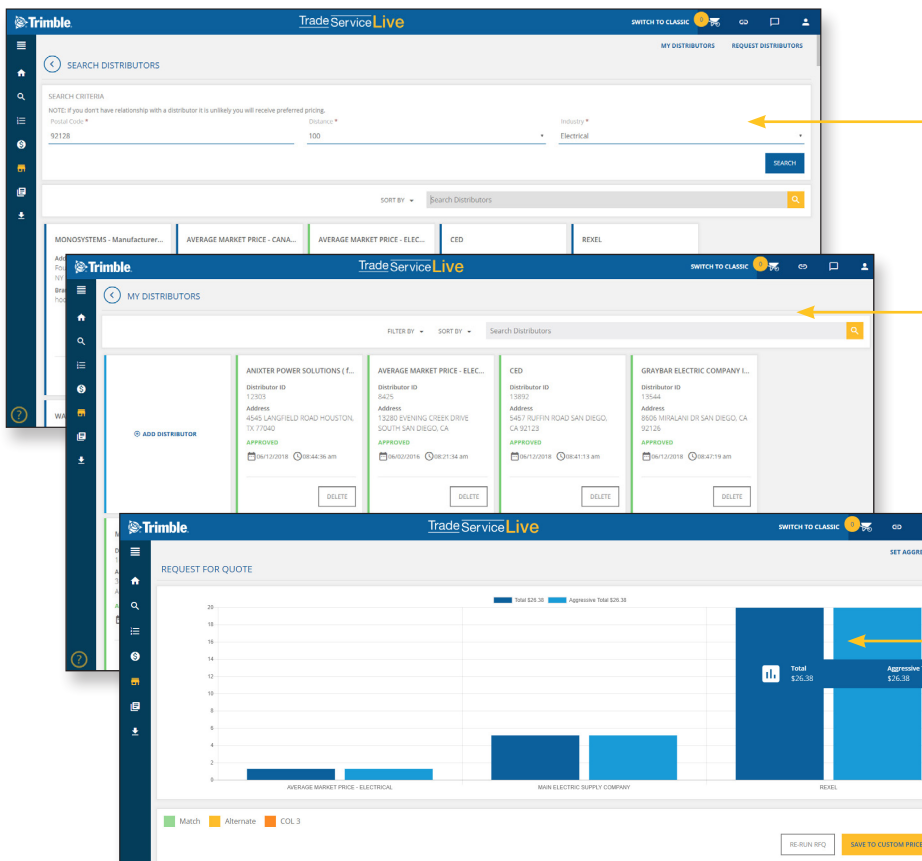 Trimble.
Trade Service Live
SWITCH TO CLASSIC 0
MY DISTRIBUTORS REQUEST DISTRIBUTORS
SEARCH DISTRIBUTORS
SEARCH CRITERIA
NOTE: If you don't have relationship with a distributor it is unlikely you will receive preferred pricing.
Postal Code * Distance * Industry *
92128 100 Electrical
SEARCH
SORT BY Search Distributors
MONOSYSTEMS - Manufacturer... AVERAGE MARKET PRICE - CANA... AVERAGE MARKET PRICE - ELEC... CED REXEL
Trimble.
Trade Service Live
SWITCH TO CLASSIC 0
MY DISTRIBUTORS
FILTER BY SORT BY Search Distributors
ADD DISTRIBUTOR
ANIXTER POWER SOLUTIONS ( f...
Distributor ID
12303
Address
4545 LANGFIELD ROAD HOUSTON,
TX 77040
APPROVED
06/12/2018 08:44:36 am
DELETE
AVERAGE MARKET PRICE - ELEC...
Distributor ID
8425
Address
13280 EVENING CREEK DRIVE
SOUTH SAN DIEGO, CA
APPROVED
06/02/2016 08:21:34 am
DELETE
CED
Distributor ID
13892
Address
5457 RUFFIN ROAD SAN DIEGO,
CA 92123
APPROVED
06/12/2018 08:41:13 am
DELETE
GRAYBAR ELECTRIC COMPANY I...
Distributor ID
13544
Address
8606 MIRALANI DR SAN DIEGO, CA
92126
APPROVED
06/12/2018 08:47:19 am
DELETE
Trimble.
Trade Service Live
SWITCH TO CLASSIC 0
SET AGGRE
REQUEST FOR QUOTE
Total $26.38 Aggressive Total $26.38
20
18
16
14
12
10
8
6
4
2
0
Total Aggressive
$26.38 $26.38
AVERAGE MARKET PRICE - ELECTRICAL MAIN ELECTRIC SUPPLY COMPANY REXEL
Match Alternate COL 3
RE-RUN RFQ SAVE TO CUSTOM PRICE